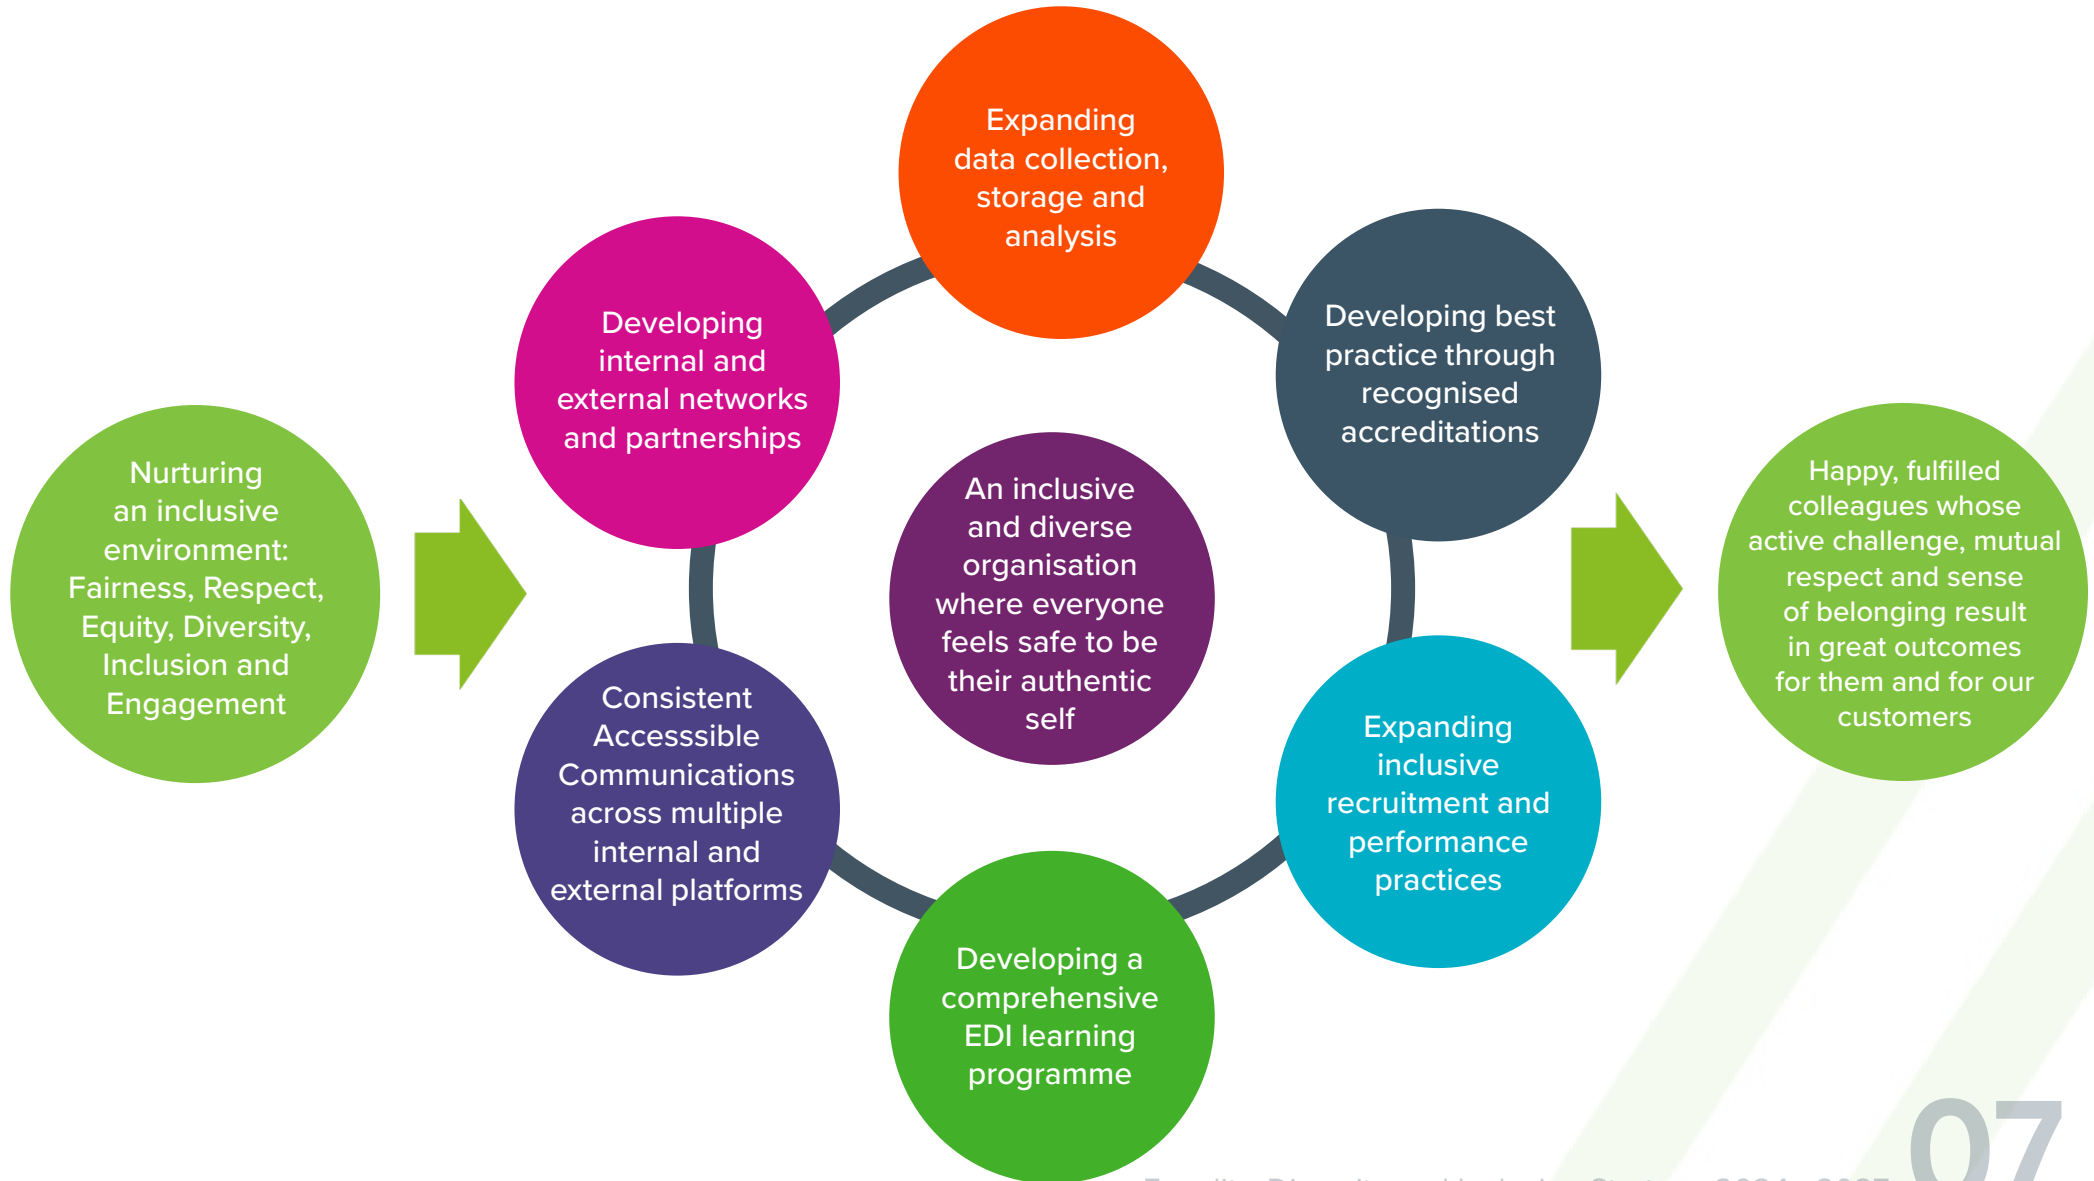 Nurturing
an inclusive
environment:
Fairness, Respect,
Equity, Diversity,
Inclusion and
Engagement
Developing
internal and
external networks
and partnerships
Expanding
data collection,
storage and
analysis
Developing best
practice through
recognised
accreditations
An inclusive
and diverse
organisation
where everyone
feels safe to be
their authentic
self
Consistent
Accesssible
Communications
across multiple
internal and
external platforms
Developing a
comprehensive
EDI learning
programme
Expanding
inclusive
recruitment and
performance
practices
Happy, fulfilled
colleagues whose
active challenge, mutual
respect and sense
of belonging result
in great outcomes
for them and for our
customers
07